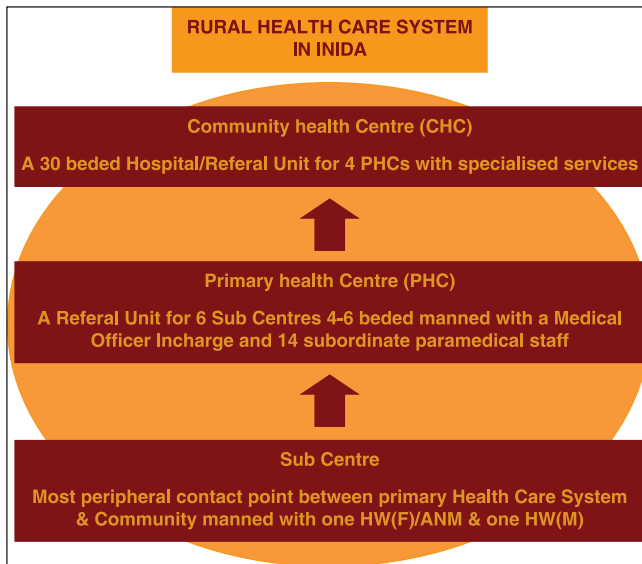 RURAL HEALTH CARE SYSTEM
IN INIDA
Community health Centre (CHC)
A 30 beded Hospital/Referal Unit for 4 PHCs with specialised services
Primary health Centre (PHC)
A Referal Unit for 6 Sub Centres 4-6 beded manned with a Medical
Officer Incharge and 14 subordinate paramedical staff
Sub Centre
Most peripheral contact point between primary Health Care System
& Community manned with one HW(F)/ANM & one HW(M)